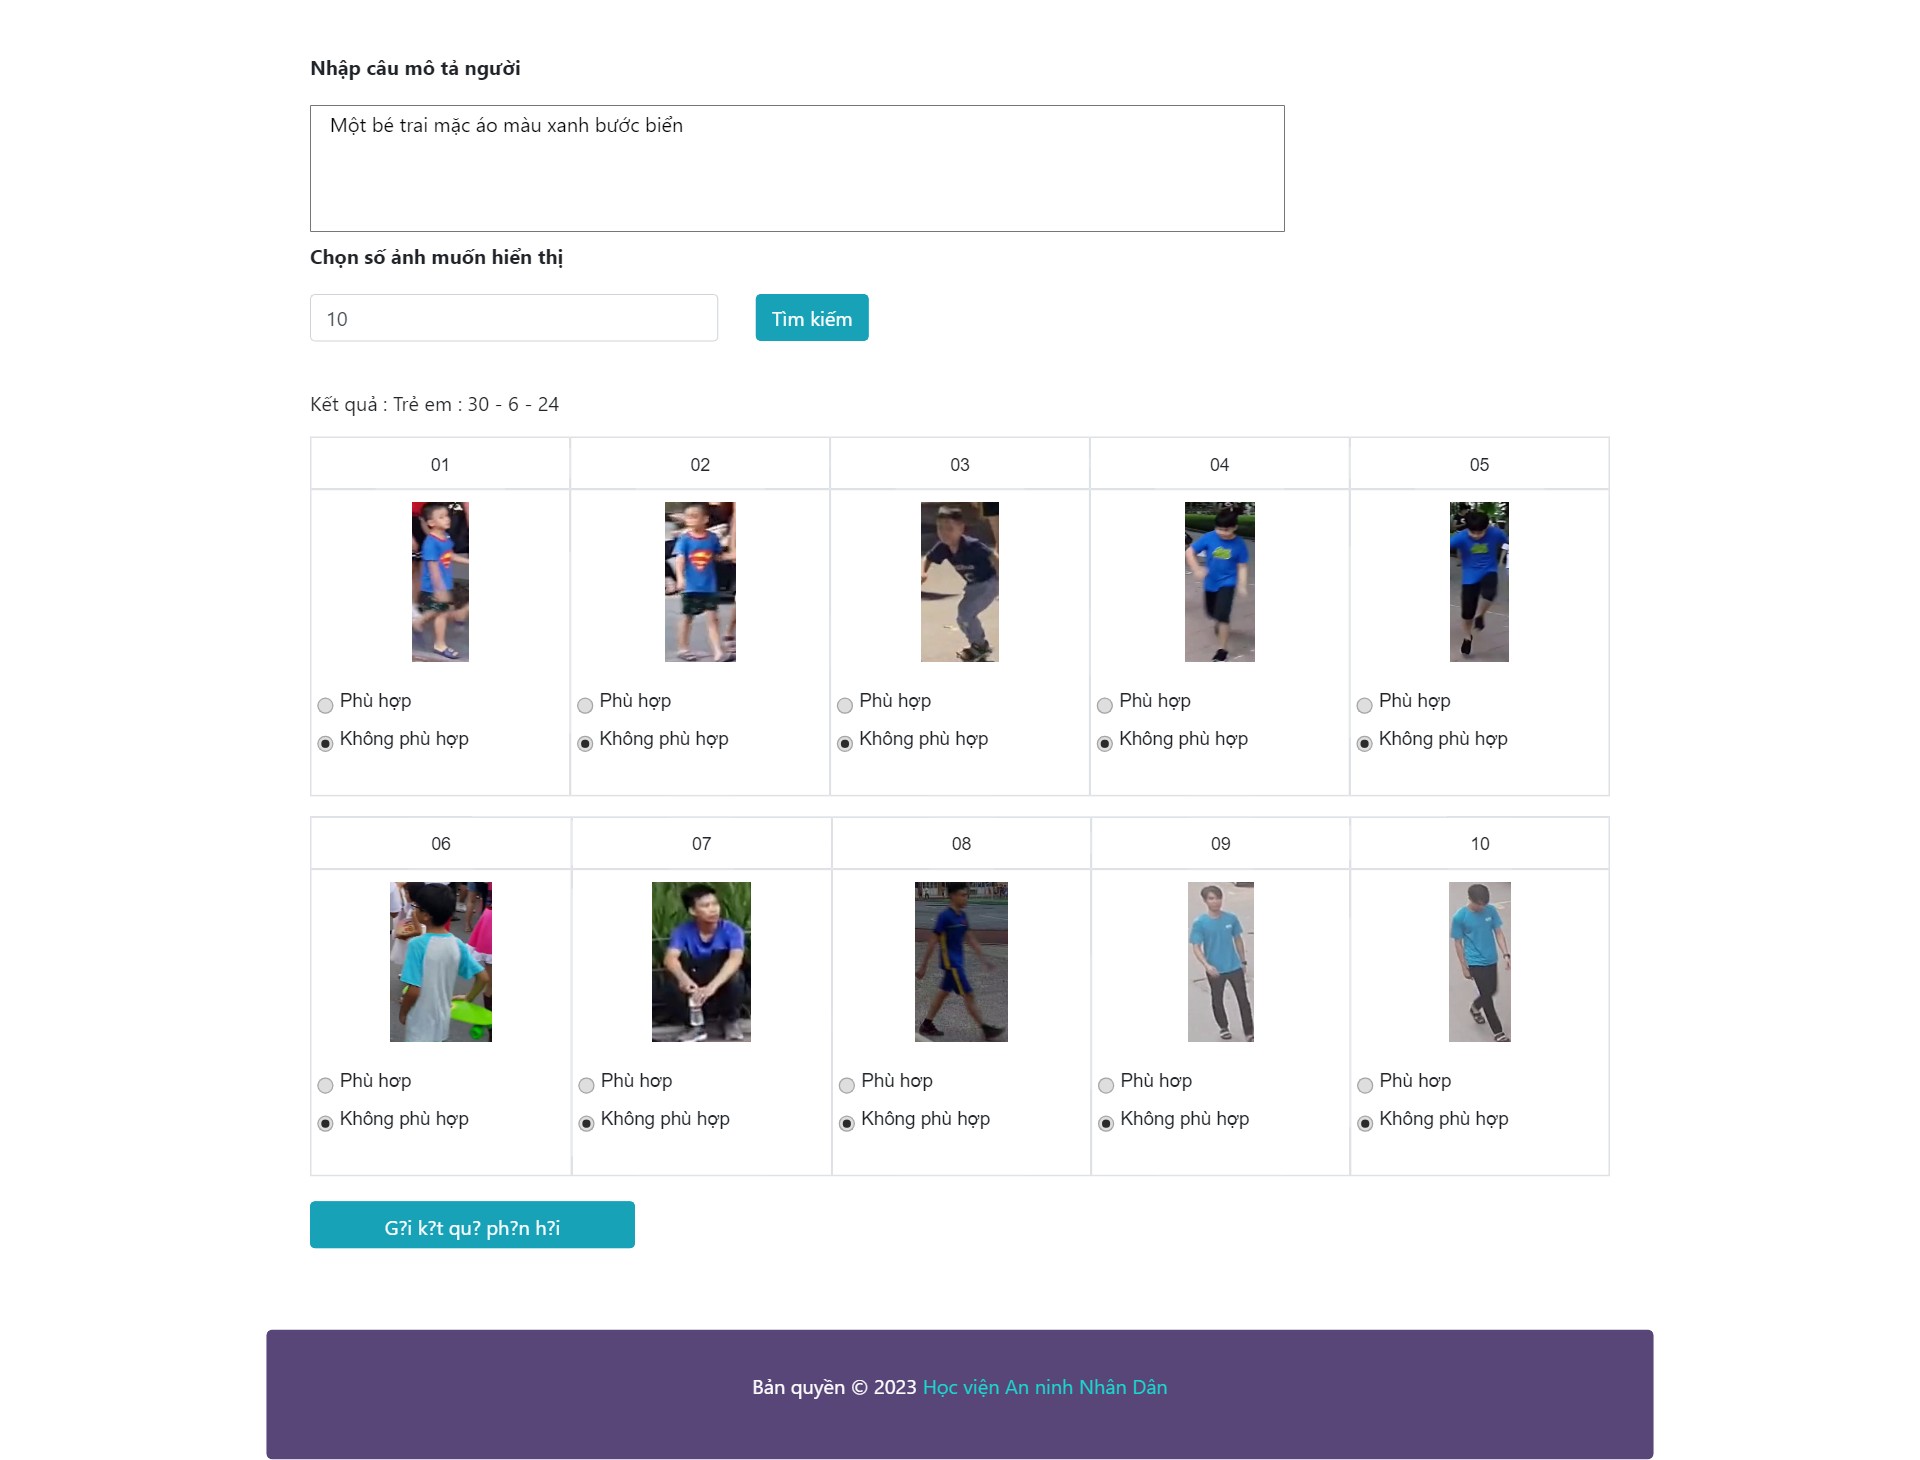 Nhập câu mô tả người
Một bé trai mặc áo màu xanh bước biển
Chọn số ảnh muốn hiển thị
10
Tìm kiếm
Kết quả : Trẻ em : 30 - 6 - 24
01 02 03 04 05
Phù hợp Phù hợp Phù hợp Phù hợp Phù hợp
Không phù hợp Không phù hợp Không phù hợp Không phù hợp Không phù hợp
06 07 08 09 10
Phù hơp Phù hơp Phù hơp Phù hơp Phù hơp
Không phù hợp Không phù hợp Không phù hợp Không phù hợp Không phù hợp
G?i k?t qu? ph?n h?i
Bản quyền © 2023 Học viện An ninh Nhân Dân